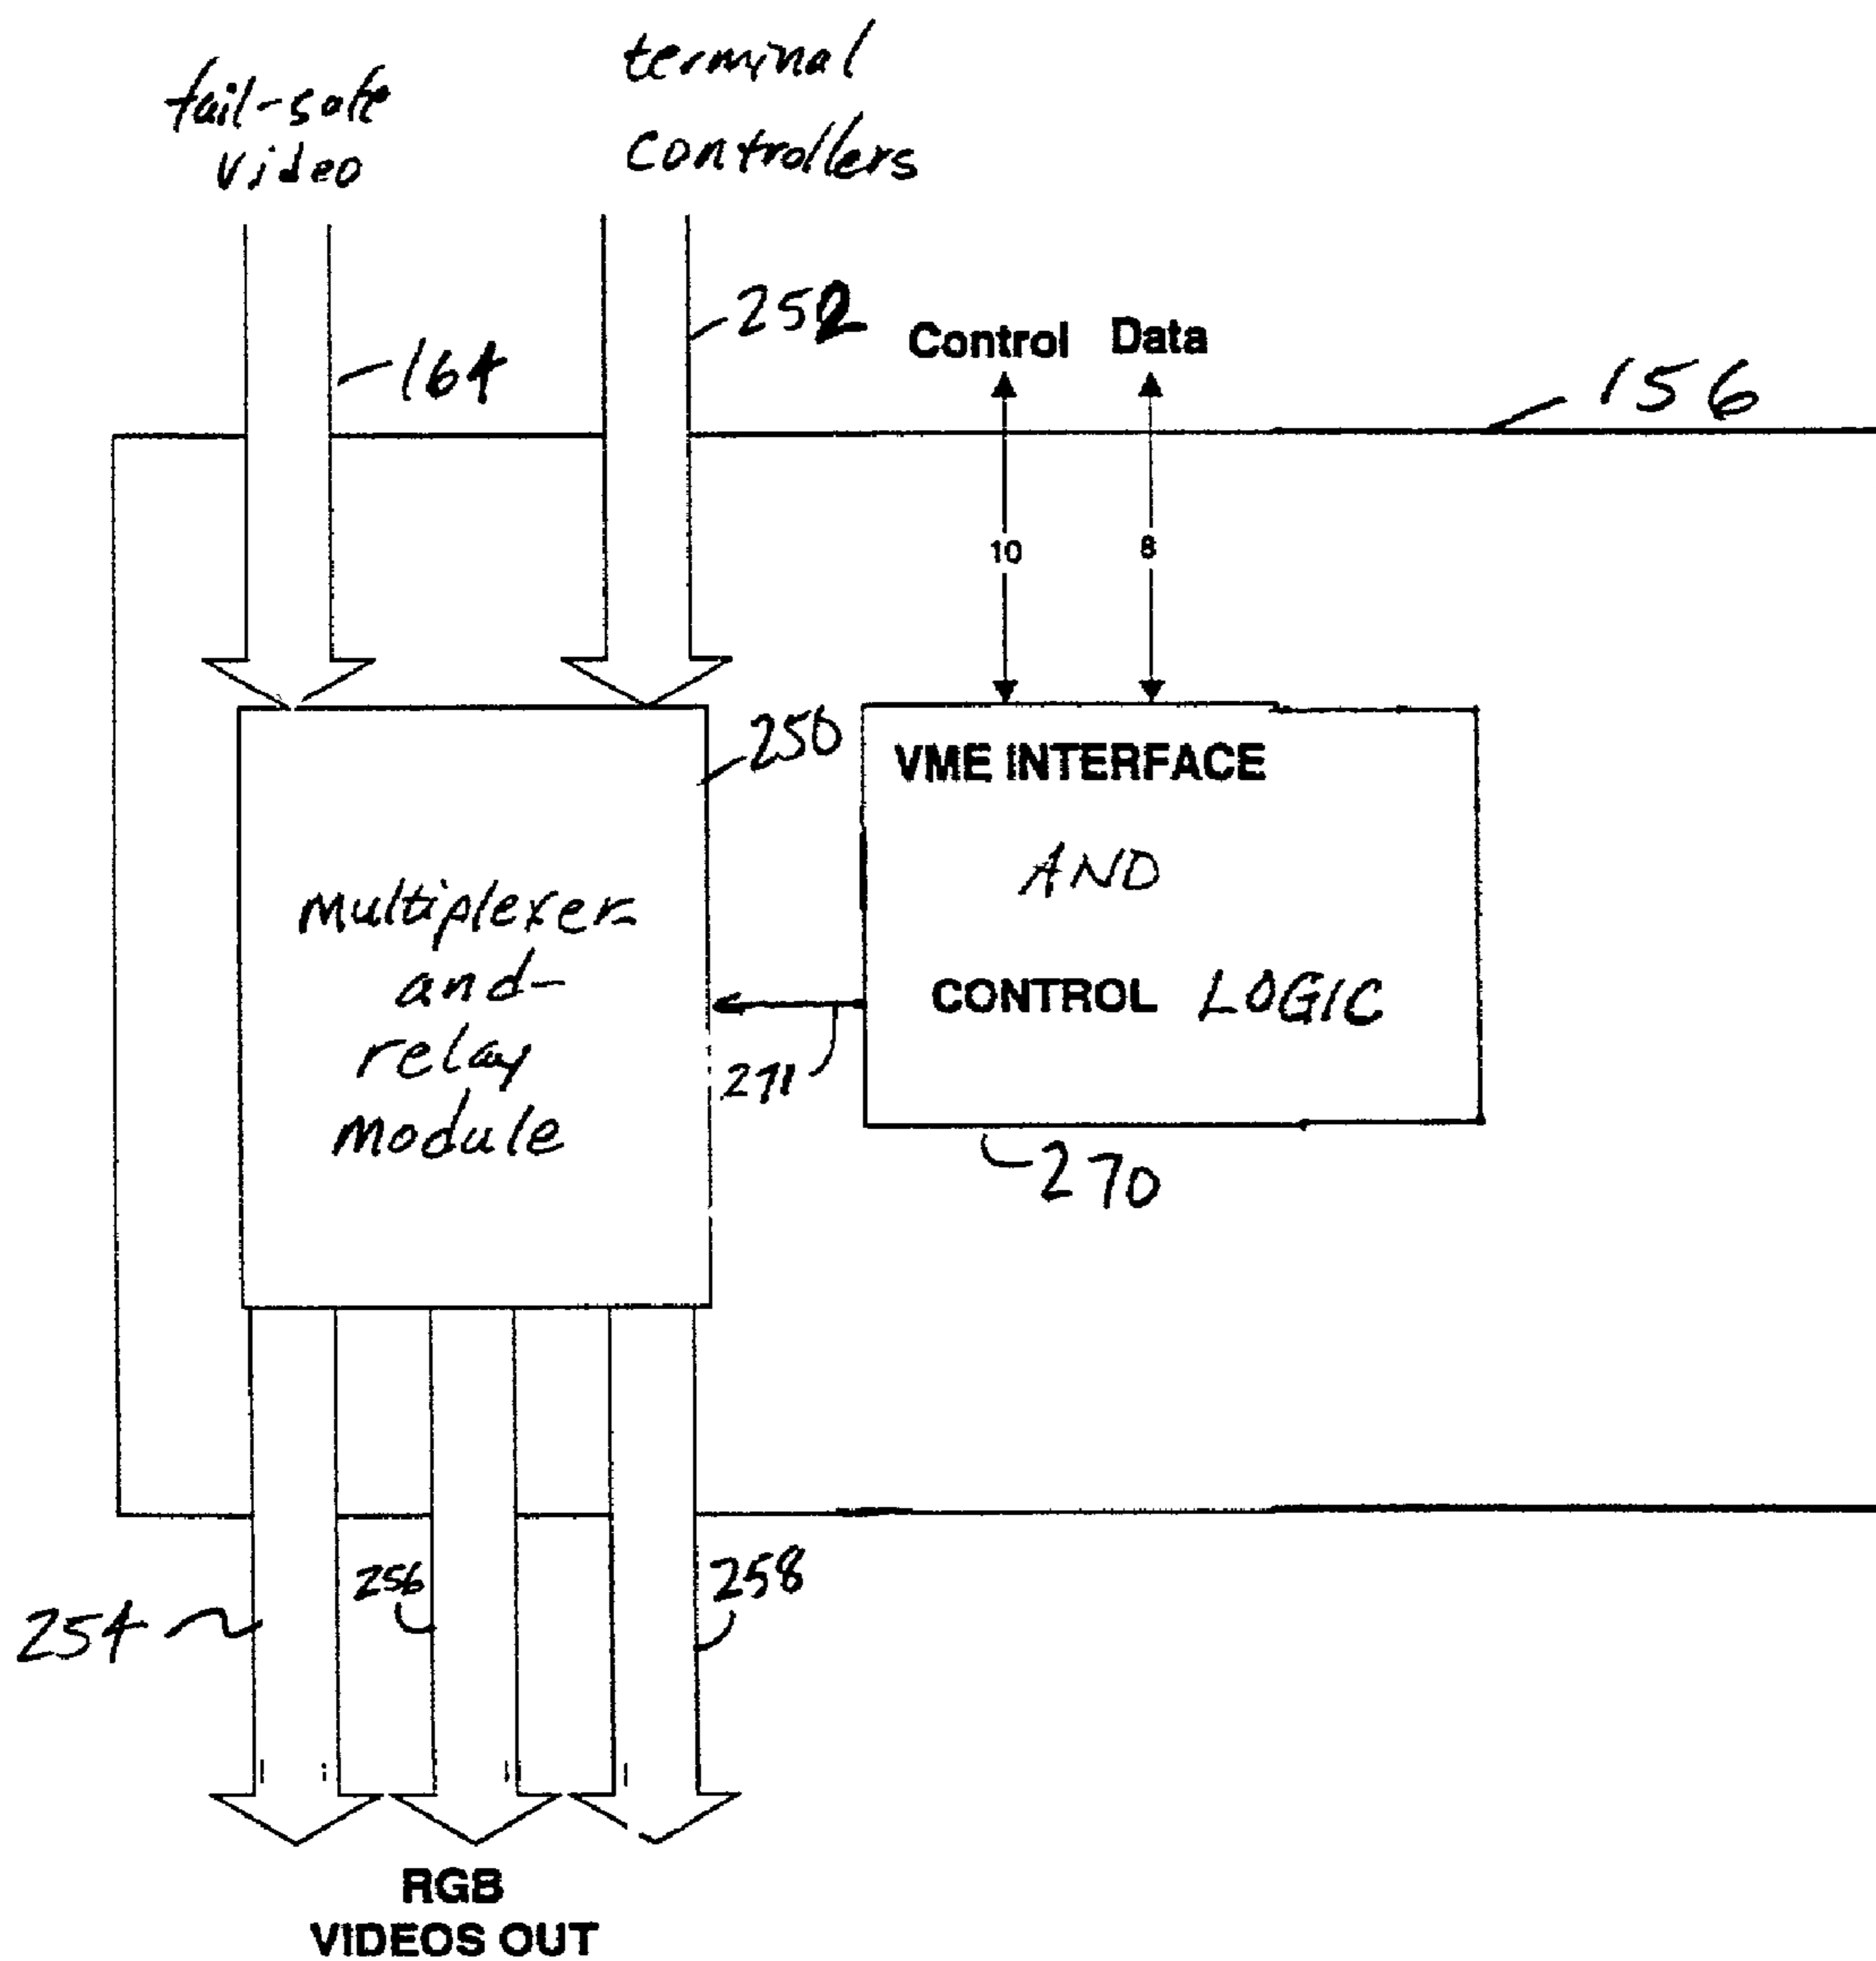 fail-safe
video
terminal
controllers
164
252
Control Data
156
10
8
250
VME INTERFACE
AND
CONTROL LOGIC
multiplexer-
and-
relay
module
271
270
254
256
258
RGB
VIDEOS OUT